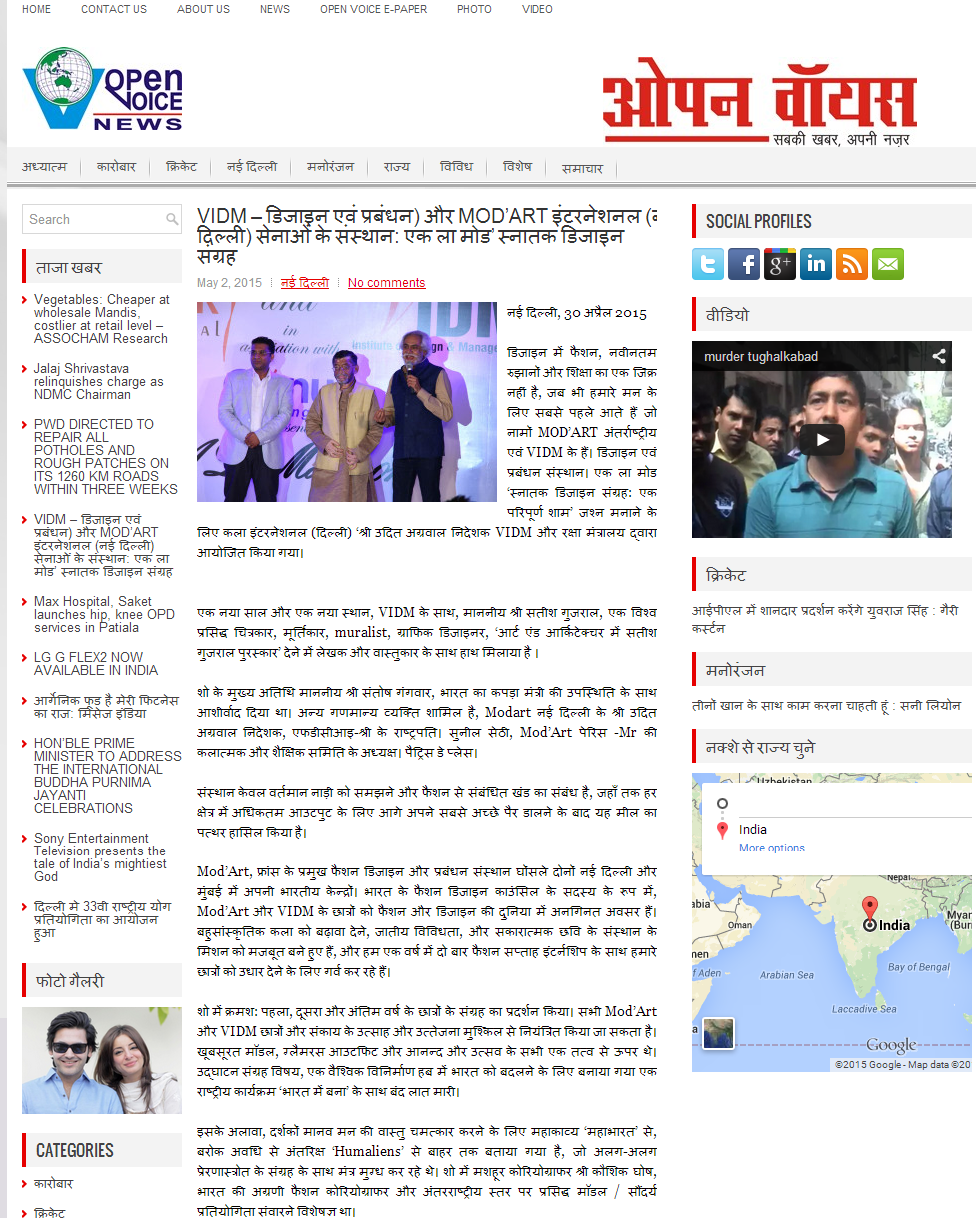 HOME CONTACT US ABOUT US NEWS OPEN VOICE E-PAPER PHOTO VIDEO
OPEN VOICE NEWS
ओपन वॉयस
सबकी खबर, अपनी नज़र
अध्यात्म कारोबार क्रिकेट नई दिल्ली मनोरंजन राज्य विविध विशेष समाचार
Search
ताजा खबर
Vegetables: Cheaper at
wholesale Mandis,
costlier at retail level –
ASSOCHAM Research
Jalaj Shrivastava
relinquishes charge as
NDMC Chairman
PWD DIRECTED TO
REPAIR ALL
POTHOLES AND
ROUGH PATCHES ON
ITS 1260 KM ROADS
WITHIN THREE WEEKS
VIDM – डिजाइन एवं
प्रबंधन) और MOD'ART
इंटरनेशनल (नई दिल्ली)
सेनाओं के संस्थान: एक ला
मोड' स्नातक डिजाइन संग्रह
Max Hospital, Saket
launches hip, knee OPD
services in Patiala
LG G FLEX2 NOW
AVAILABLE IN INDIA
आर्गेनिक फूड है मेरी फिटनेस
का राज: मिसेज इंडिया
HON'BLE PRIME
MINISTER TO ADDRESS
THE INTERNATIONAL
BUDDHA PURNIMA
JAYANTI
CELEBRATIONS
Sony Entertainment
Television presents the
tale of India's mightiest
God
दिल्ली मे 33वी राष्ट्रीय योग
प्रतियोगिता का आयोजन
हुआ
फोटो गैलरी
CATEGORIES
कारोबार
क्रिकेट
VIDM – डिजाइन एवं प्रबंधन) और MOD'ART इंटरनेशनल
दिल्ली) सेनाओं के संस्थान: एक ला मोड' स्नातक डिजाइन
संग्रह
May 2, 2015 नई दिल्ली No comments
and
in
association with
Institute Design & Manage
नई दिल्ली, 30 अप्रैल 2015
डिजाइन में फैशन, नवीनतम
रुझानों और शिक्षा का एक जिक्र
नहीं है, जब भी हमारे मन के
लिए सबसे पहले आते हैं जो
नामों MOD'ART अंतर्राष्ट्रीय
एवं VIDM के हैं। डिजाइन एवं
प्रबंधन संस्थान। एक ला मोड
'स्नातक डिजाइन संग्रह: एक
परिपूर्ण शाम' जश्न मनाने के
लिए कला इंटरनेशनल (दिल्ली) 'श्री उदित अग्रवाल निदेशक VIDM और रक्षा मंत्रालय द्वारा
आयोजित किया गया।
एक नया साल और एक नया स्थान, VIDM के साथ, माननीय श्री सतीश गुजराल, एक विश्व
प्रसिद्ध चित्रकार, मूर्तिकार, muralist, ग्राफिक डिजाइनर, 'आर्ट एंड आर्किटेक्चर में सतीश
गुजराल पुरस्कार' देने में लेखक और वास्तुकार के साथ हाथ मिलाया है ।
शो के मुख्य अतिथि माननीय श्री संतोष गंगवार, भारत का कपड़ा मंत्री की उपस्थिति के साथ
आशीर्वाद दिया था। अन्य गणमान्य व्यक्ति शामिल है, Modart नई दिल्ली के श्री उदित
अग्रवाल निदेशक, एफडीसीआइ-श्री के राष्ट्रपति। सुनील सेठी, Mod'Art पेरिस -Mr की
कलात्मक और शैक्षिक समिति के अध्यक्ष। पैट्रिस डे प्लेस।
संस्थान केवल वर्तमान नाड़ी को समझने और फैशन से संबंधित खंड का संबंध है, जहाँ तक हर
क्षेत्र में अधिकतम आउटपुट के लिए आगे अपने सबसे अच्छे पैर डालने के बाद यह मील का
पत्थर हासिल किया है।
Mod'Art, फ्रांस के प्रमुख फैशन डिजाइन और प्रबंधन संस्थान घोंसले दोनों नई दिल्ली और
मुंबई में अपनी भारतीय केन्द्रों। भारत के फैशन डिजाइन काउंसिल के सदस्य के रूप में,
Mod'Art और VIDM के छात्रों को फैशन और डिजाइन की दुनिया में अनगिनत अवसर हैं।
बहुसांस्कृतिक कला को बढ़ावा देने, जातीय विविधता, और सकारात्मक छवि के संस्थान के
मिशन को मजबूत बने हुए हैं, और हम एक वर्ष में दो बार फैशन सप्ताह इंटर्नशिप के साथ हमारे
छात्रों को उधार देने के लिए गर्व कर रहे हैं।
शो में क्रमश: पहला, दूसरा और अंतिम वर्ष के छात्रों के संग्रह का प्रदर्शन किया। सभी Mod'Art
और VIDM छात्रों और संकाय के उत्साह और उत्तेजना मुश्किल से नियंत्रित किया जा सकता है।
खूबसूरत मॉडल, ग्लैमरस आउटफिट और आनन्द और उत्सव के सभी एक तत्व से ऊपर थे।
उद्घाटन संग्रह विषय, एक वैश्विक विनिर्माण हब में भारत को बदलने के लिए बनाया गया एक
राष्ट्रीय कार्यक्रम 'भारत में बना' के साथ बंद लात मारी।
इसके अलावा, दर्शकों मानव मन की वास्तु चमत्कार करने के लिए महाकाव्य 'महाभारत' से,
बरोक अवधि से अंतरिक्ष 'Humaliens' से बाहर तक बताया गया है, जो अलग-अलग
प्रेरणास्त्रोत के संग्रह के साथ मंत्र मुग्ध कर रहे थे। शो में मशहूर कोरियोग्राफर श्री कौशिक घोष,
भारत की अग्रणी फैशन कोरियोग्राफर और अंतरराष्ट्रीय स्तर पर प्रसिद्ध मॉडल / सौंदर्य
प्रतियोगिता संवारने विशेषज्ञ था।
SOCIAL PROFILES
वीडियो
murder tughalkabad
क्रिकेट
आईपीएल में शानदार प्रदर्शन करेंगे युवराज सिंह : गैरी
कर्स्टन
मनोरंजन
तीनों खान के साथ काम करना चाहती हूं : सनी लियोन
नक्शे से राज्य चुने
Uzbekistan
India
More options
Nepal
Oman
India
Myan
(Bur
Arabian Sea
Bay of Bengal
of Aden
Laccadive Sea
Google
©2015 Google - Map data ©20